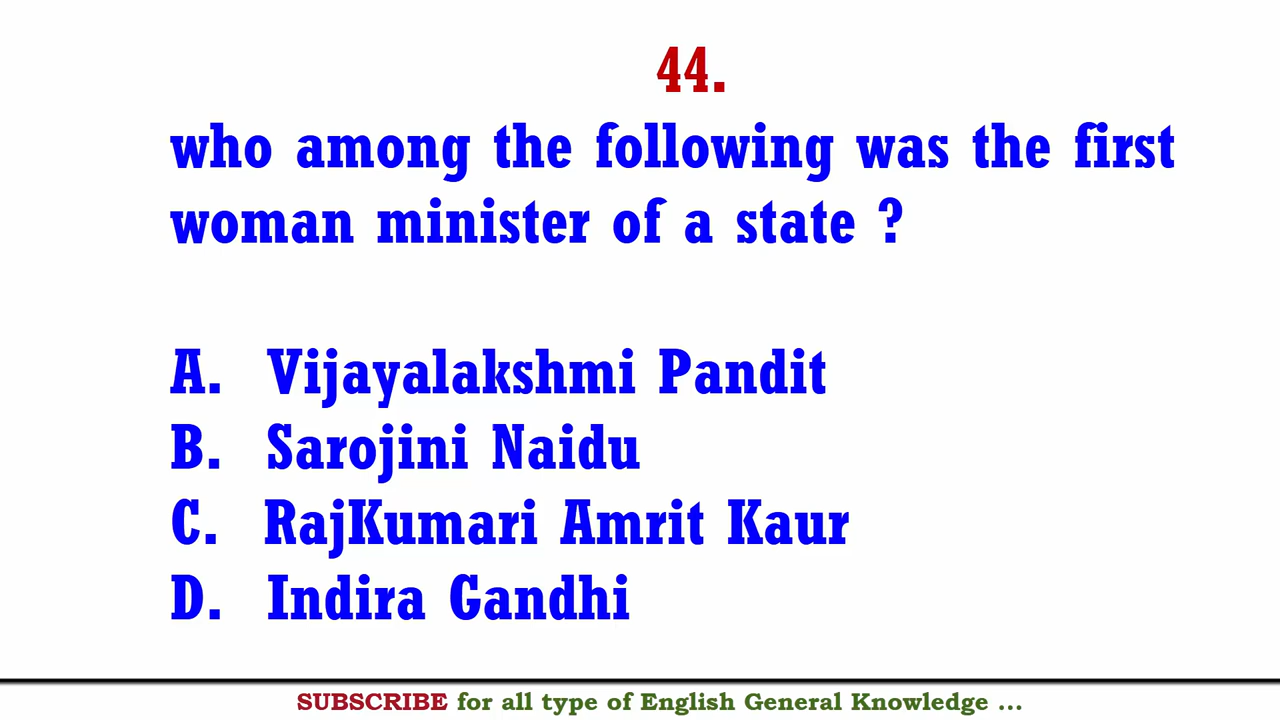 44.
who among the following was the first
woman minister of a state ?
A. Vijayalakshmi Pandit
B. Sarojini Naidu
C. RajKumari Amrit Kaur
D. Indira Gandhi
SUBSCRIBE for all type of English General Knowledge ...